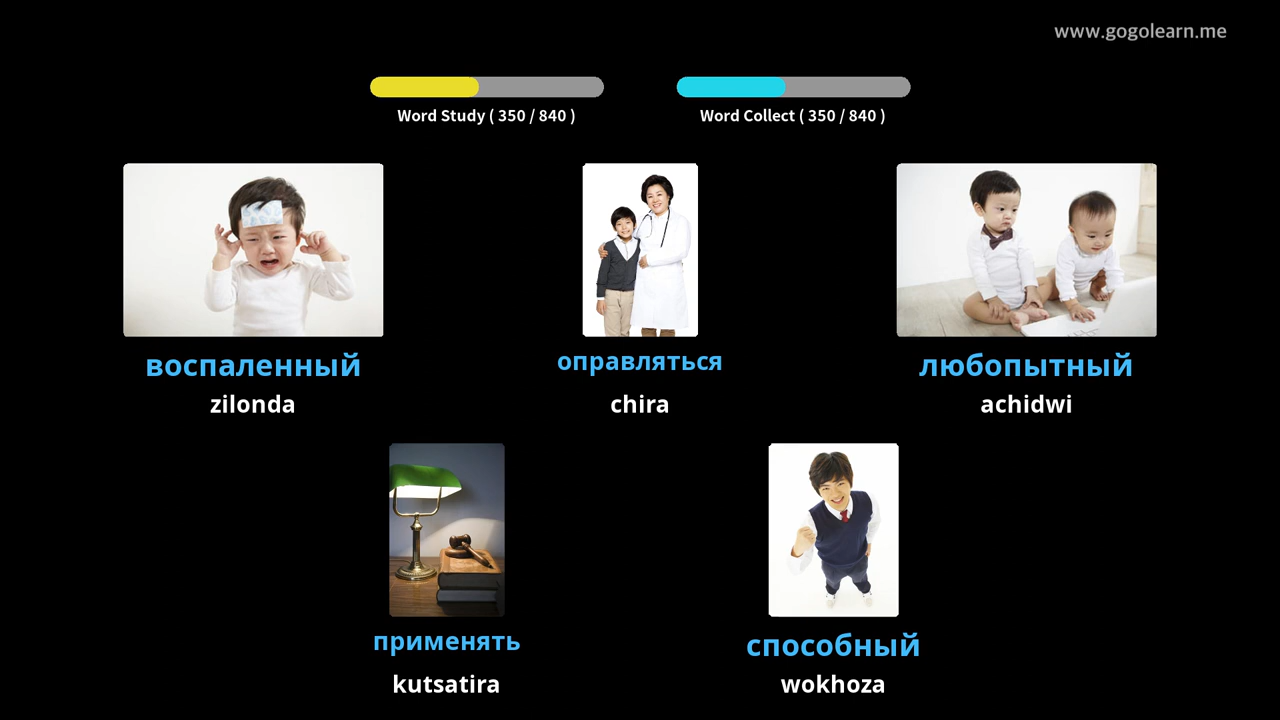 www.gogolearn.me
Word Study ( 350 / 840 )
Word Collect ( 350 / 840 )
воспаленный
zilonda
оправляться
chira
любопытный
achidwi
применять
kutsatira
способный
wokhoza